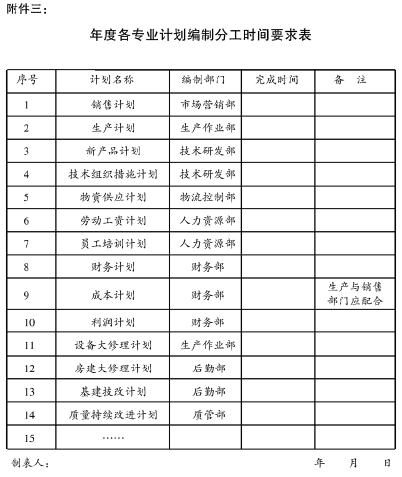 附件三：
年度各专业计划编制分工时间要求表
序号 计划名称 编制部门 完成时间 备 注
1 销售计划 市场营销部
2 生产计划 生产作业部
3 新产品计划 技术研发部
4 技术组织措施计划 技术研发部
5 物资供应计划 物流控制部
6 劳动工资计划 人力资源部
7 员工培训计划 人力资源部
8 财务计划 财务部
9 成本计划 财务部 生产与销售
部门应配合
10 利润计划 财务部
11 设备大修理计划 生产作业部
12 房建大修理计划 后勤部
13 基建技改计划 后勤部
14 质量持续改进计划 质管部
15 ……
制表人： 年 月 日